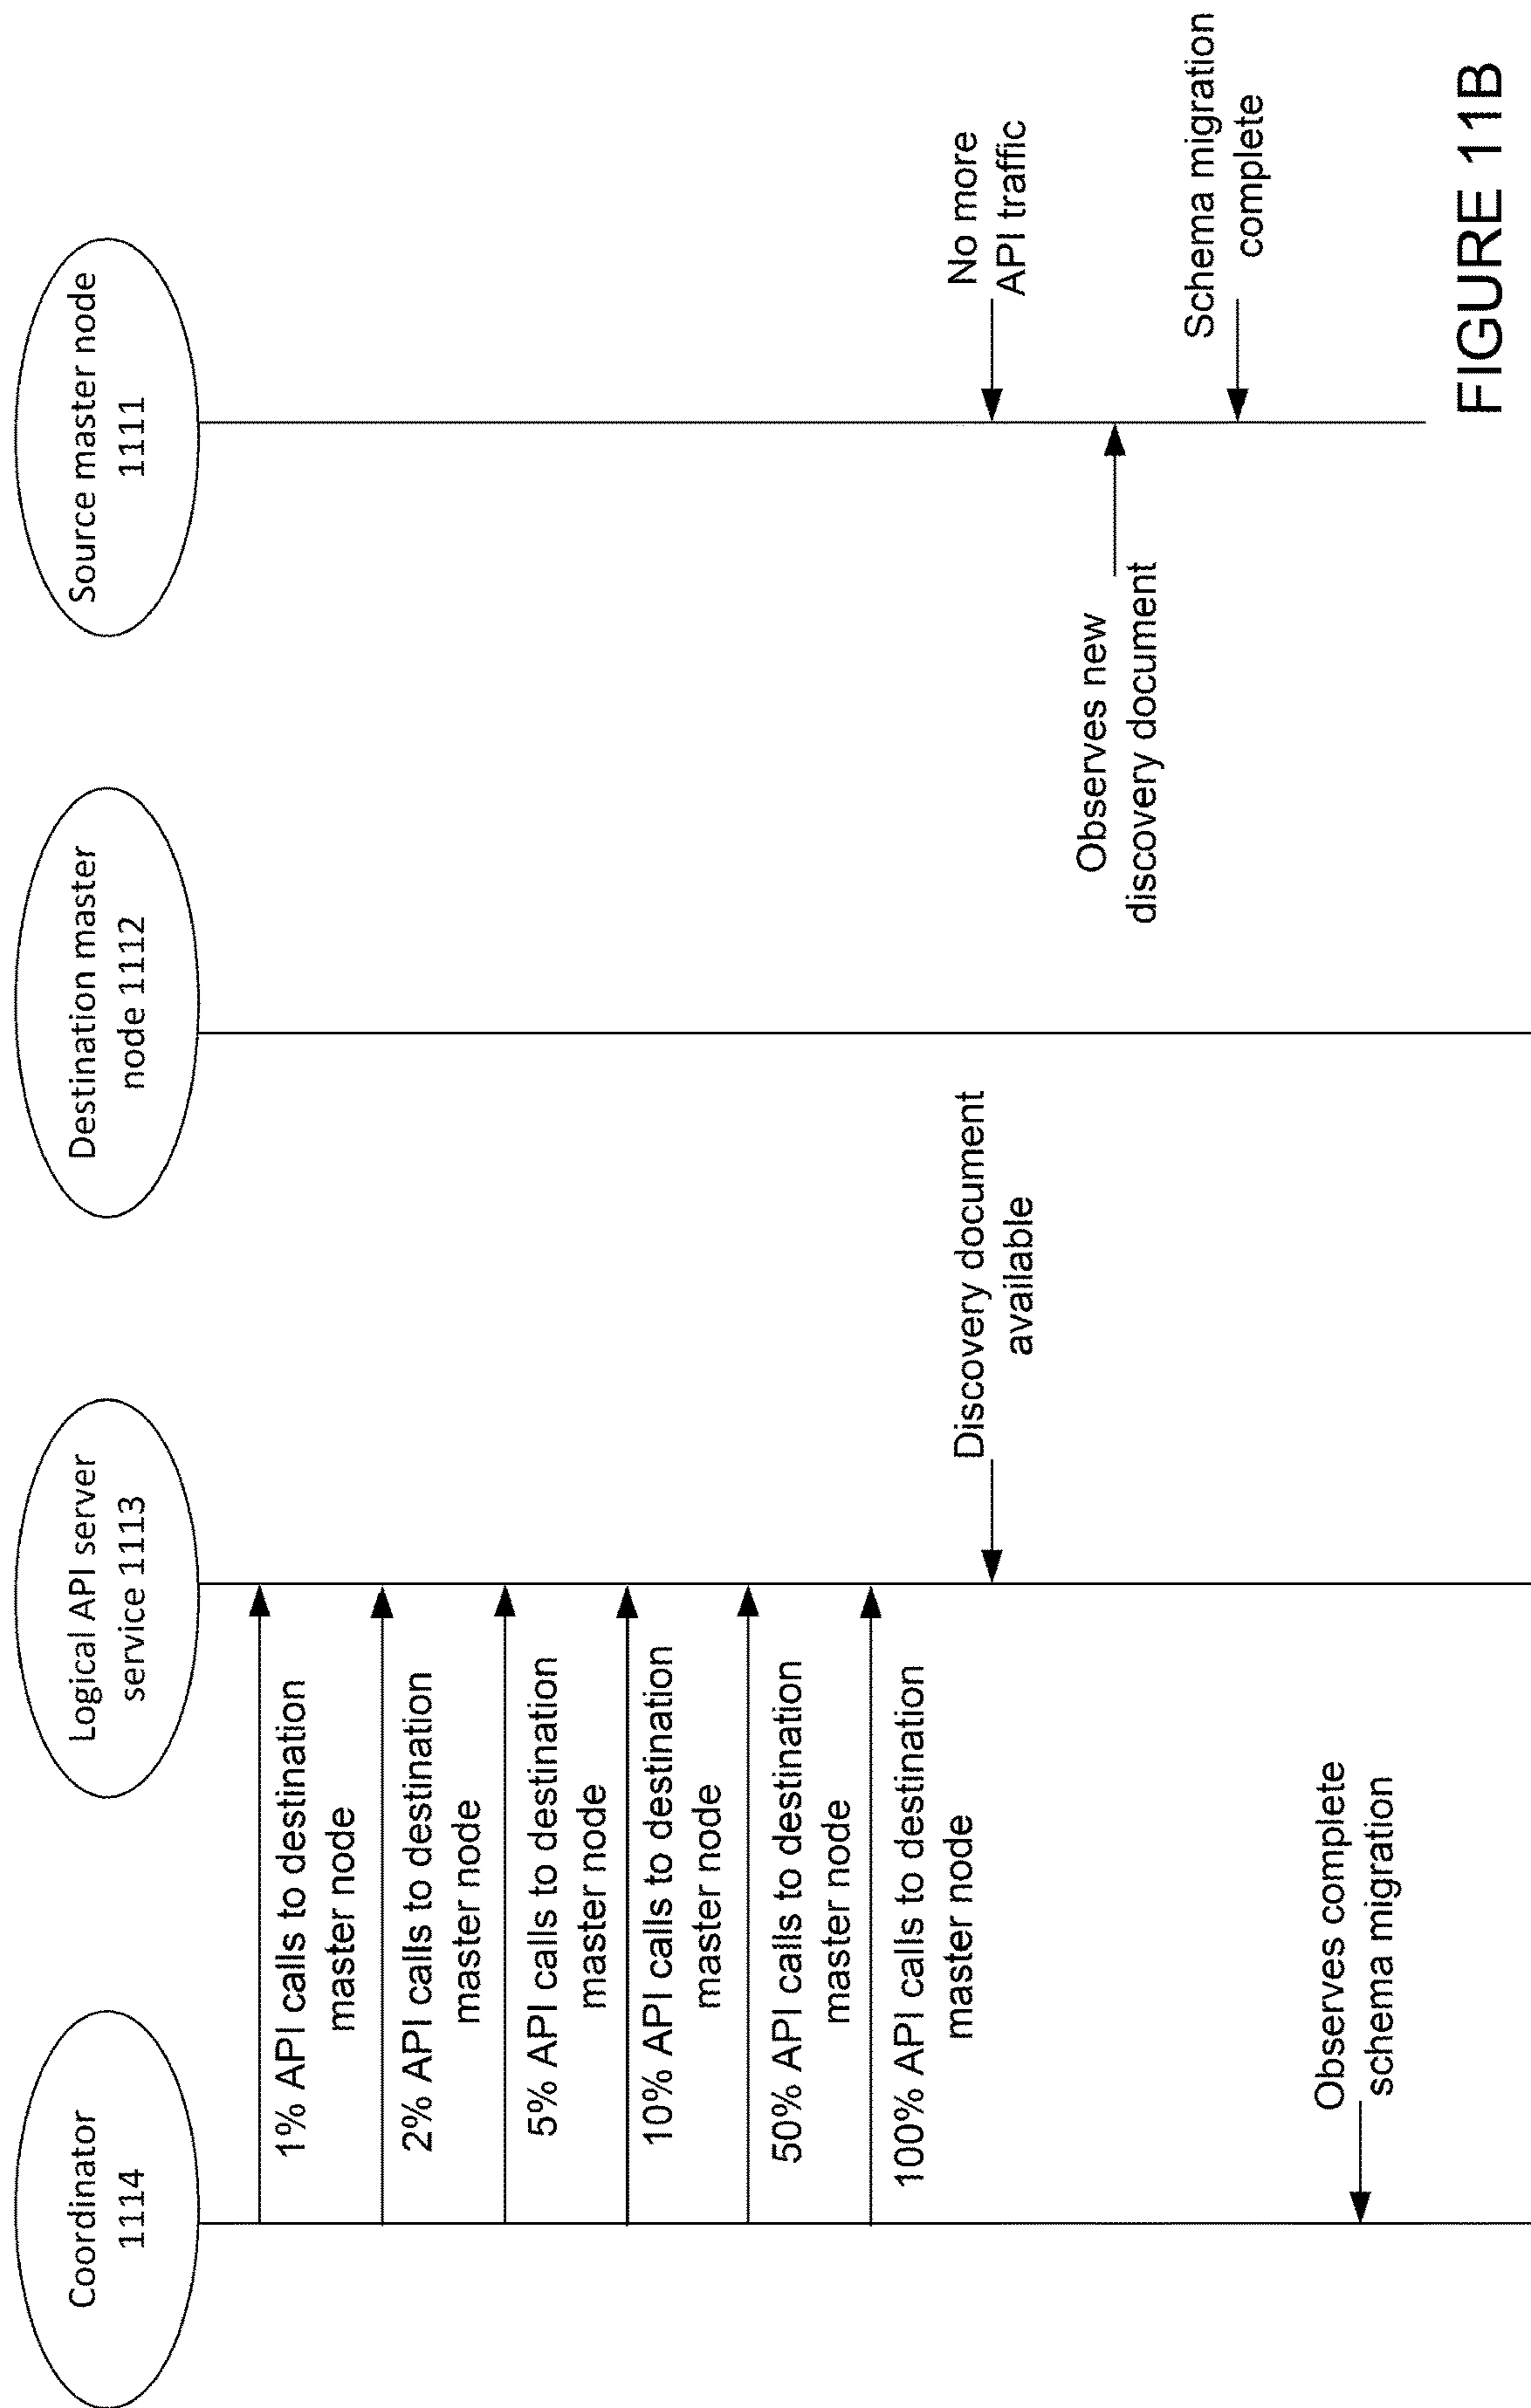 Coordinator
1114
Logical API server
service 1113
Destination master
node 1112
Source master node
1111
1% API calls to destination
master node
2% API calls to destination
master node
5% API calls to destination
master node
10% API calls to destination
master node
50% API calls to destination
master node
100% API calls to destination
master node
Discovery document
available
No more
API traffic
Observes new
discovery document
Schema migration
complete
Observes complete
schema migration
FIGURE 11B